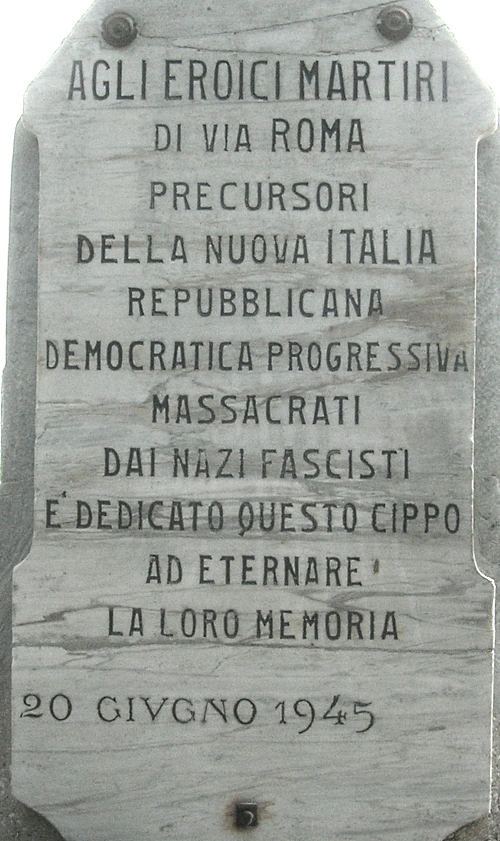 AGLI EROICI MARTIRI
DI VIA ROMA
PRECURSORI
DELLA NUOVA ITALIA
REPUBBLICANA
DEMOCRATICA PROGRESSIVA
MASSACRATI
DAI NAZI FASCISTI
E' DEDICATO QUESTO CIPPO
AD ETERNARE
LA LORO MEMORIA
20 GIVGNO 1945